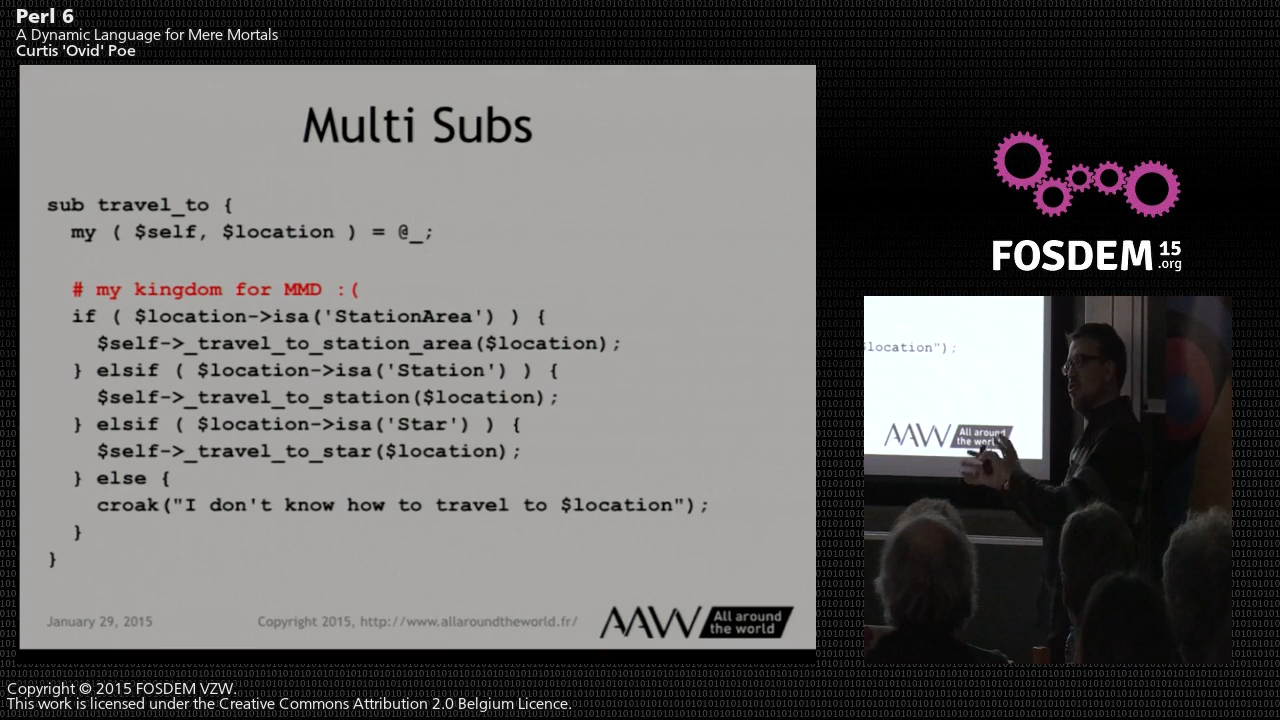 Perl 6
A Dynamic Language for Mere Mortals
Curtis 'Ovid' Poe
Multi Subs
sub travel_to {
my ( $self, $location ) = @_;
# my kingdom for MMD :(
if ( $location->isa('StationArea') ) {
$self->_travel_to_station_area($location);
} elsif ( $location->isa('Station') ) {
$self->_travel_to_station($location);
} elsif ( $location->isa('Star') ) {
$self->_travel_to_star($location);
} else {
croak("I don't know how to travel to $location");
}
}
January 29, 2015
Copyright 2015, http://www.allaroundtheworld.fr/
AAW All around
the world
FOSDEM 15
.org
location");
AAW All around
the world
Copyright © 2015 FOSDEM VZW.
This work is licensed under the Creative Commons Attribution 2.0 Belgium Licence.